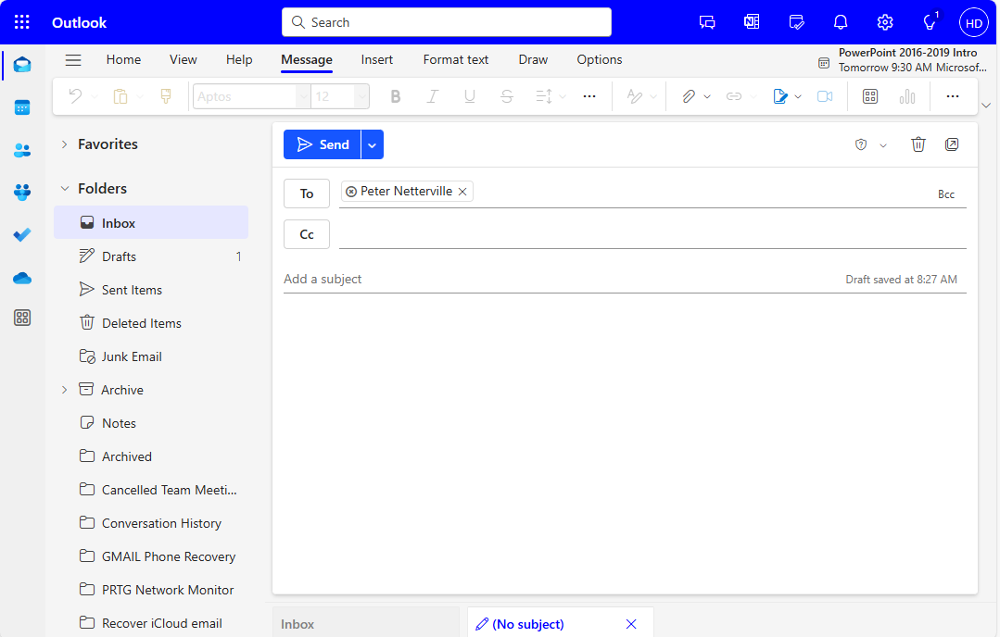 Outlook
Search
1
HD
Home View Help Message Insert Format text Draw Options
PowerPoint 2016-2019 Intro
Tomorrow 9:30 AM Microsof...
Aptos 12 B I U S
Favorites
Folders
Inbox
Drafts 1
Sent Items
Deleted Items
Junk Email
Archive
Notes
Archived
Cancelled Team Meeti...
Conversation History
GMAIL Phone Recovery
PRTG Network Monitor
Recover iCloud email
Send
To Peter Netterville Bcc
Cc
Add a subject Draft saved at 8:27 AM
Inbox (No subject)